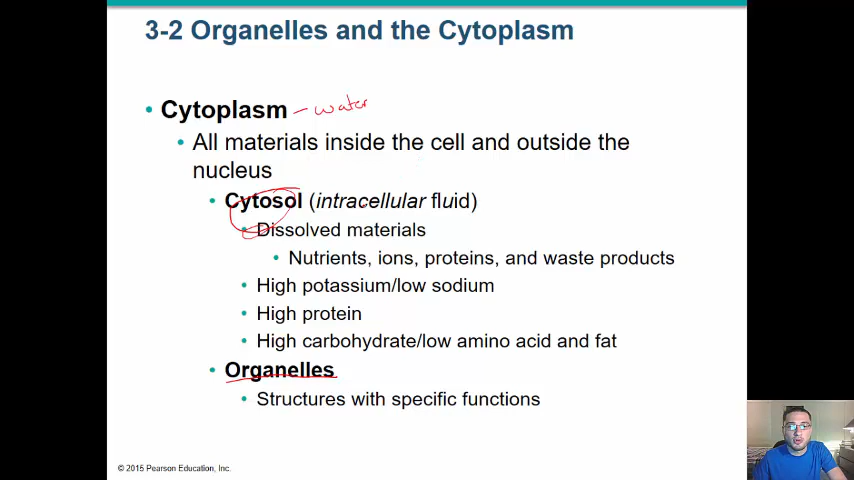 3-2 Organelles and the Cytoplasm
• Cytoplasm – water
• All materials inside the cell and outside the
nucleus
• Cytosol (intracellular fluid)
• Dissolved materials
• Nutrients, ions, proteins, and waste products
• High potassium/low sodium
• High protein
• High carbohydrate/low amino acid and fat
• Organelles
• Structures with specific functions
© 2015 Pearson Education, Inc.